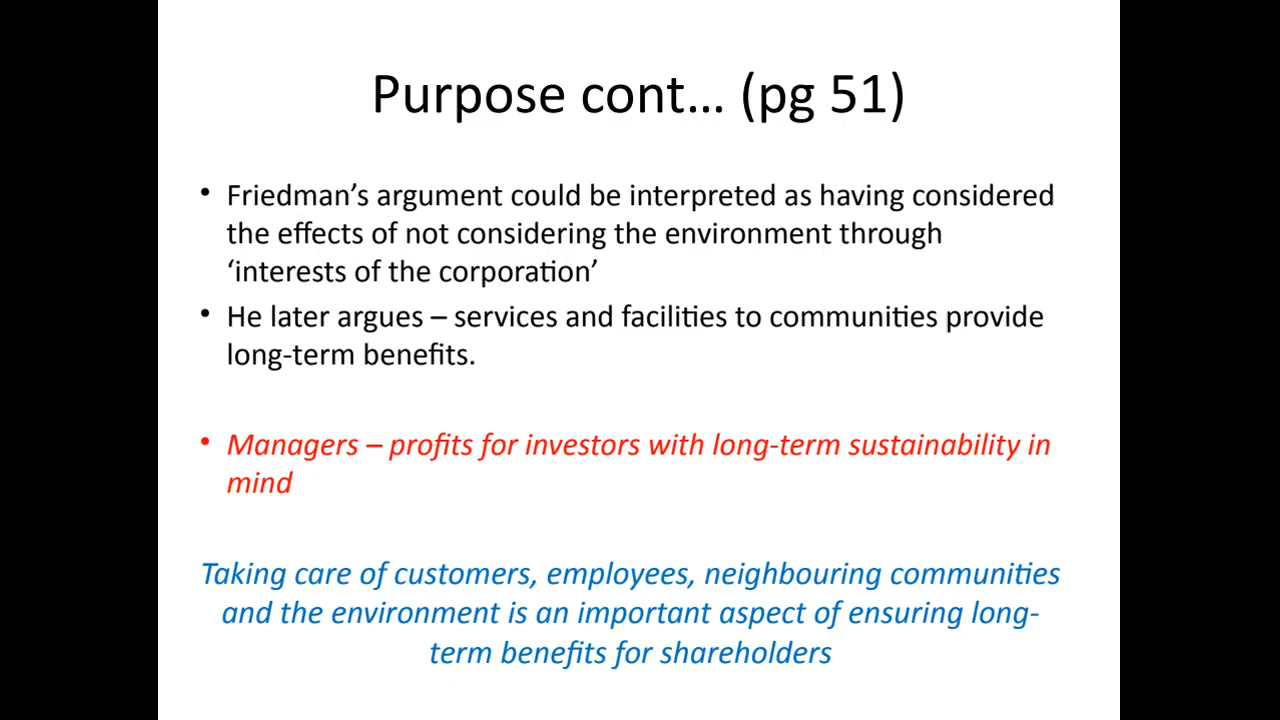 Purpose cont… (pg 51)
• Friedman’s argument could be interpreted as having considered
the effects of not considering the environment through
‘interests of the corporation’
• He later argues – services and facilities to communities provide
long-term benefits.
• Managers – profits for investors with long-term sustainability in
mind
Taking care of customers, employees, neighbouring communities
and the environment is an important aspect of ensuring long-
term benefits for shareholders